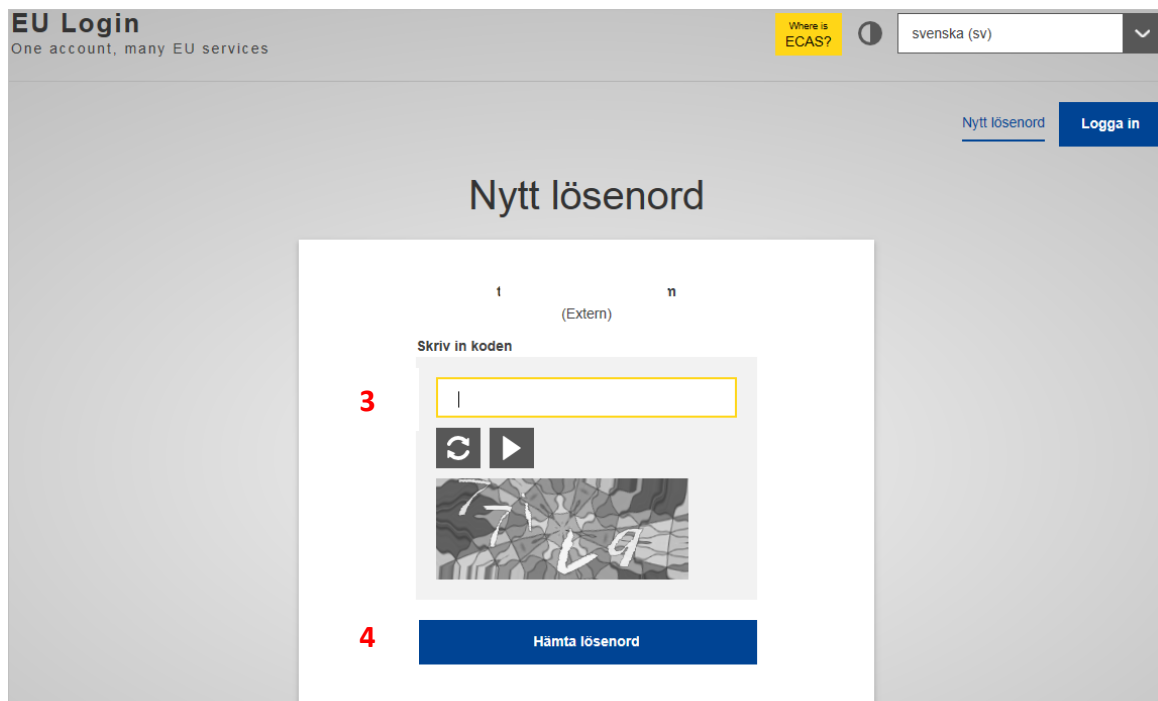 EU Login
One account, many EU services
Where is
ECAS?
svenska (sv)
Nytt lösenord
Logga in
Nytt lösenord
t n
(Extern)
Skriv in koden
3
4
Hämta lösenord